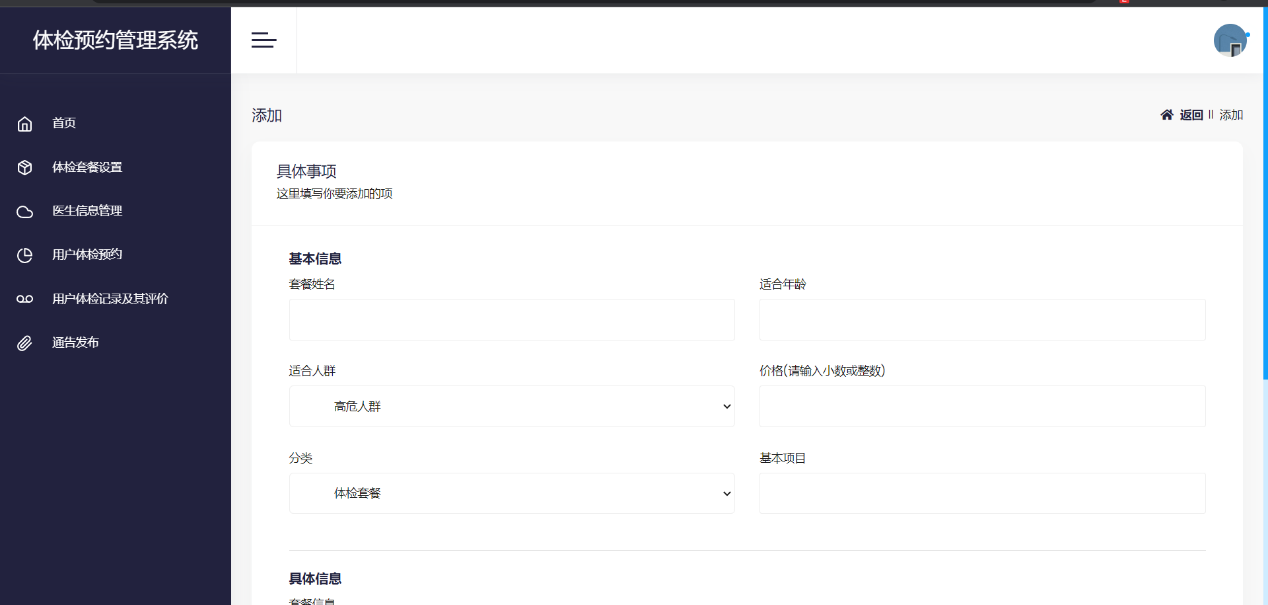 体检预约管理系统
首页
体检套餐设置
医生信息管理
用户体检预约
用户体检记录及其评价
通告发布
添加
返回 || 添加
具体事项
这里填写你要添加的项
基本信息
套餐姓名
适合年龄
适合人群
价格(请输入小数或整数)
高危人群
分类
基本项目
体检套餐
具体信息
套餐信息